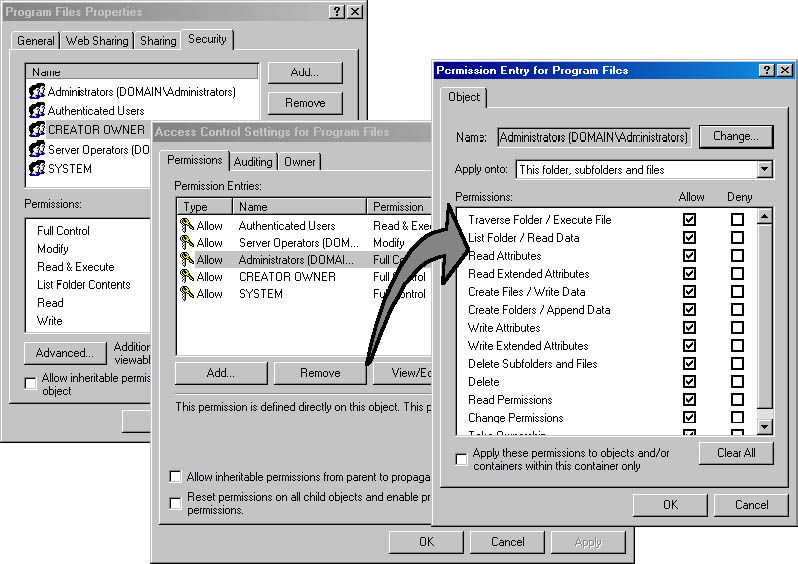 Program Files Properties
General Web Sharing Sharing Security
Name
Administrators (DOMAIN\Administrators)
Authenticated Users
CREATOR OWNER
Server Operators (DOM
SYSTEM
Add...
Remove
Permissions:
Full Control
Modify
Read & Execute
List Folder Contents
Read
Write
Advanced...
Addition
viewable
Allow inheritable permis
object
Access Control Settings for Program Files
Permissions Auditing Owner
Permission Entries:
Type Name Permission
Allow Authenticated Users Read & Exe
Allow Server Operators (DOM... Modify
Allow Administrators (DOMAI... Full Co
Allow CREATOR OWNER Full Control
Allow SYSTEM Full Control
Add... Remove View/Ed
This permission is defined directly on this object. This p
Allow inheritable permissions from parent to propaga
Reset permissions on all child objects and enable pr
permissions.
OK Cancel Apply
Permission Entry for Program Files
Object
Name: Administrators (DOMAIN\Administrators) Change...
Apply onto: This folder, subfolders and files
Permissions: Allow Deny
Traverse Folder / Execute File
List Folder / Read Data
Read Attributes
Read Extended Attributes
Create Files / Write Data
Create Folders / Append Data
Write Attributes
Write Extended Attributes
Delete Subfolders and Files
Delete
Read Permissions
Change Permissions
Take Ownership
Apply these permissions to objects and/or
containers within this container only
Clear All
OK Cancel